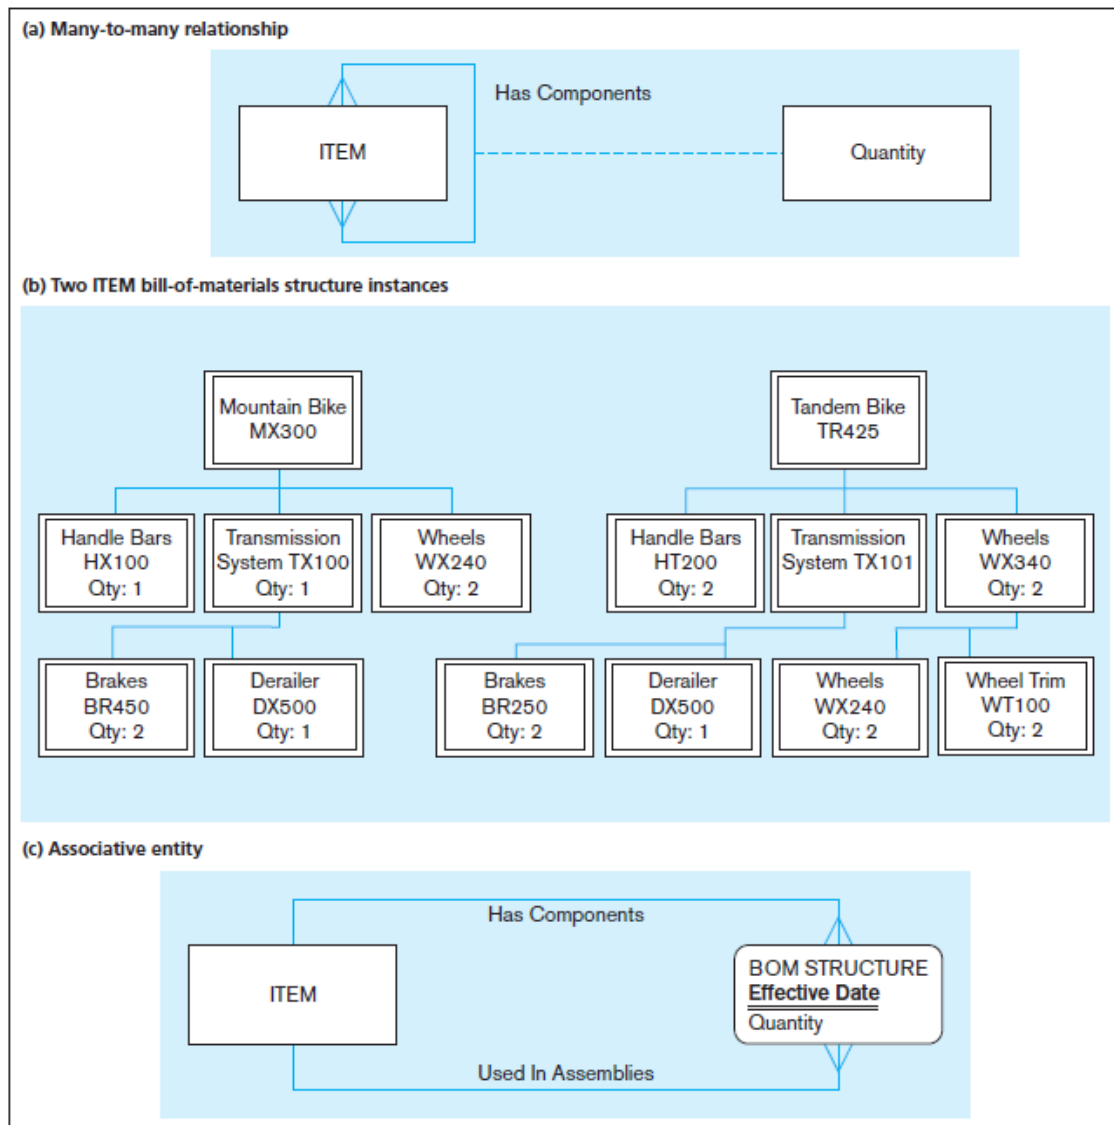 (a) Many-to-many relationship
Has Components
ITEM
Quantity
(b) Two ITEM bill-of-materials structure instances
Mountain Bike
MX300
Tandem Bike
TR425
Handle Bars
HX100
Qty: 1
Transmission
System TX100
Qty: 1
Wheels
WX240
Qty: 2
Handle Bars
HT200
Qty: 2
Transmission
System TX101
Wheels
WX340
Qty: 2
Brakes
BR450
Qty: 2
Derailer
DX500
Qty: 1
Brakes
BR250
Qty: 2
Derailer
DX500
Qty: 1
Wheels
WX240
Qty: 2
Wheel Trim
WT100
Qty: 2
(c) Associative entity
Has Components
ITEM
BOM STRUCTURE
Effective Date
Quantity
Used In Assemblies